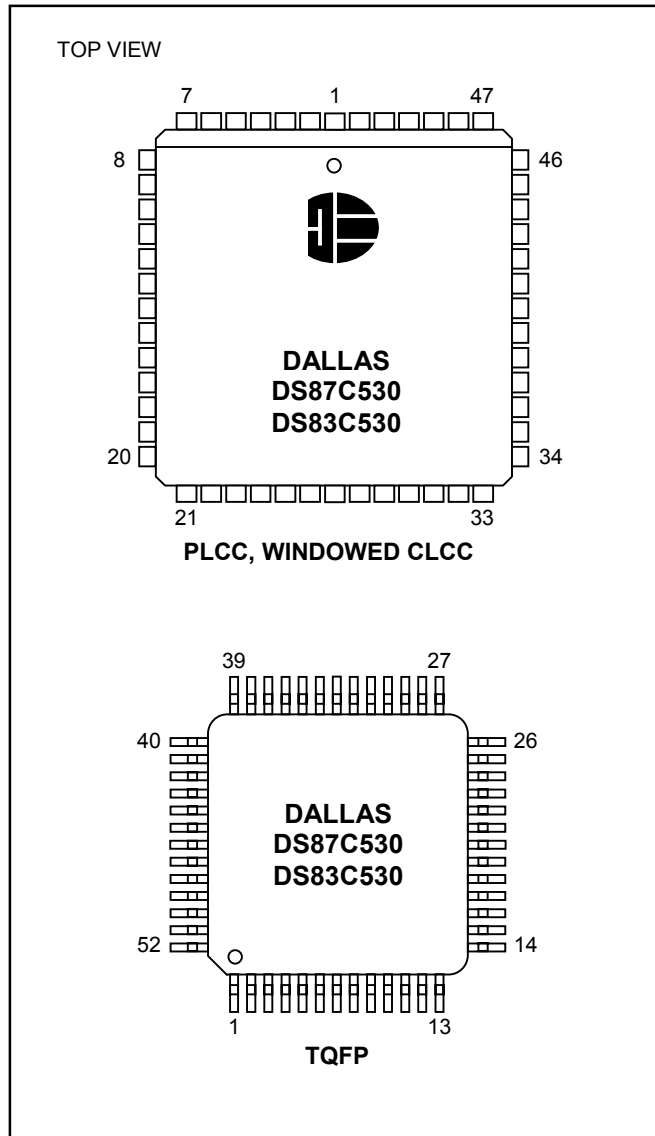 TOP VIEW
7 1 47
8 46
DALLAS
DS87C530
DS83C530
20 34
21 33
PLCC, WINDOWED CLCC
39 27
40 26
DALLAS
DS87C530
DS83C530
52 14
1 13
TQFP